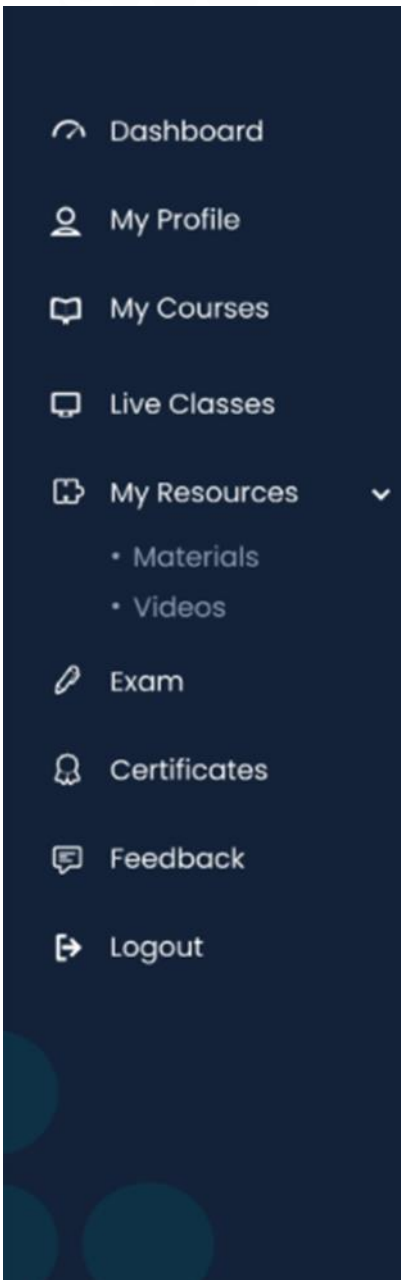 Dashboard
My Profile
My Courses
Live Classes
My Resources
• Materials
• Videos
Exam
Certificates
Feedback
Logout